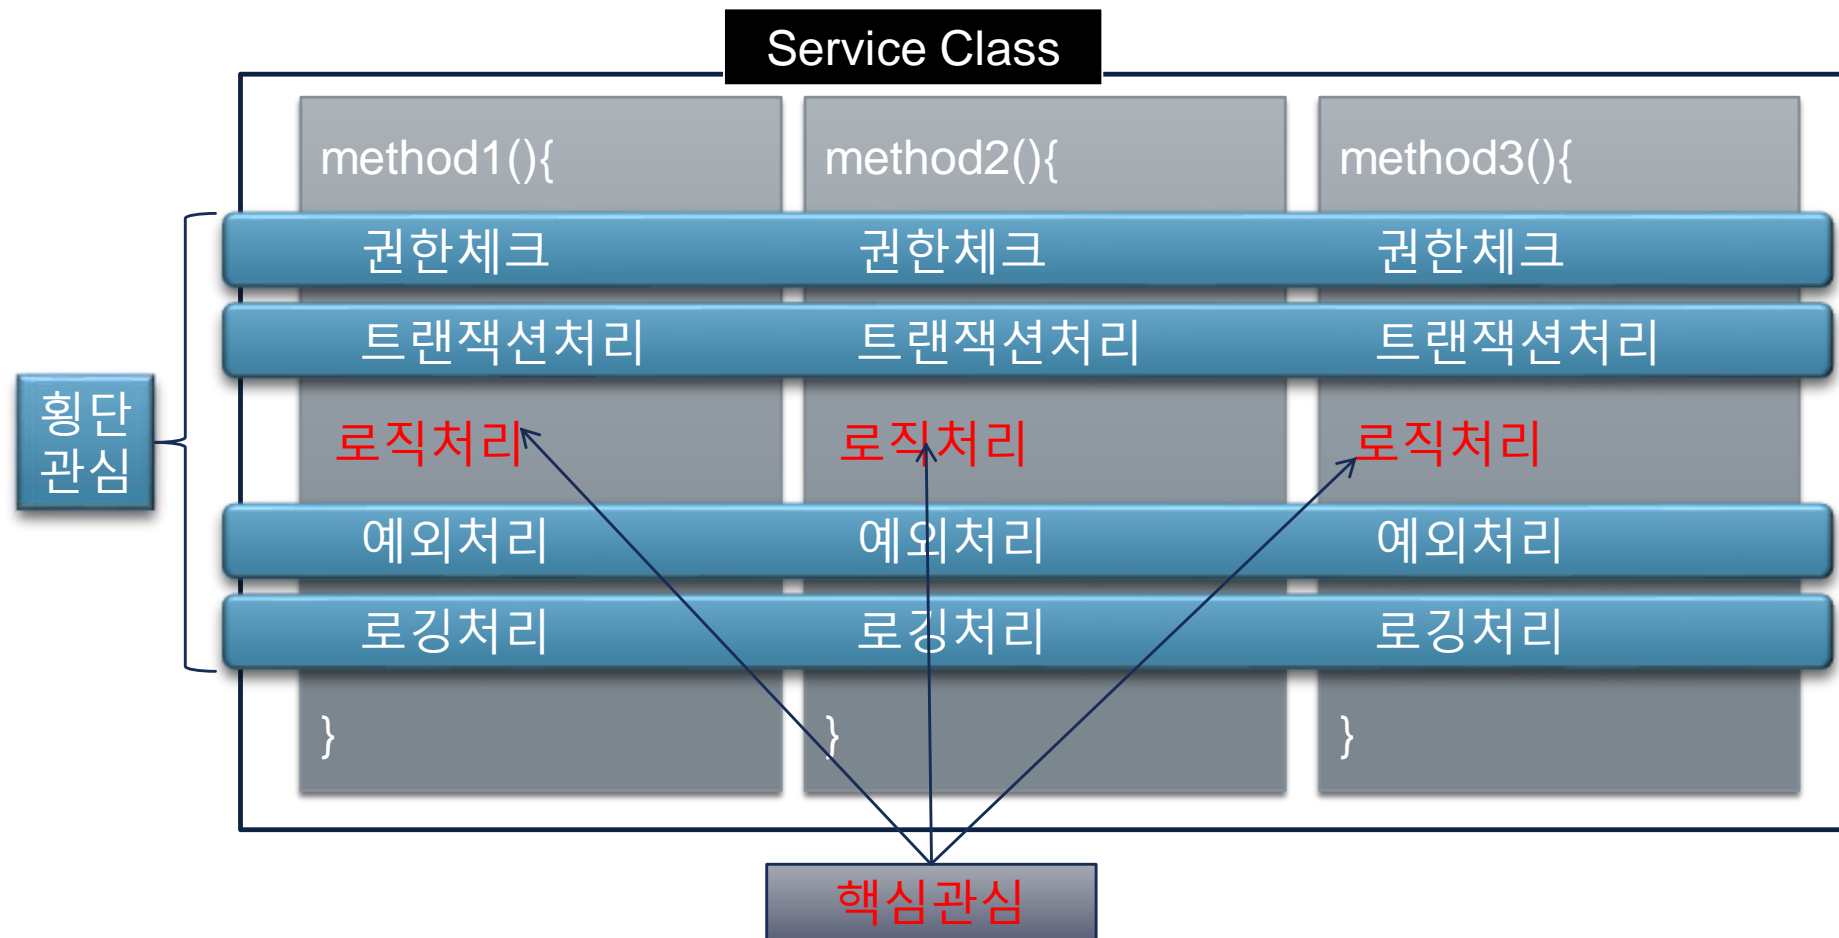 Service Class
method1(){ method2(){ method3(){
권한체크 권한체크 권한체크
트랜잭션처리 트랜잭션처리 트랜잭션처리
횡단
관심
로직처리 로직처리 로직처리
예외처리 예외처리 예외처리
로깅처리 로깅처리 로깅처리
} } }
핵심관심